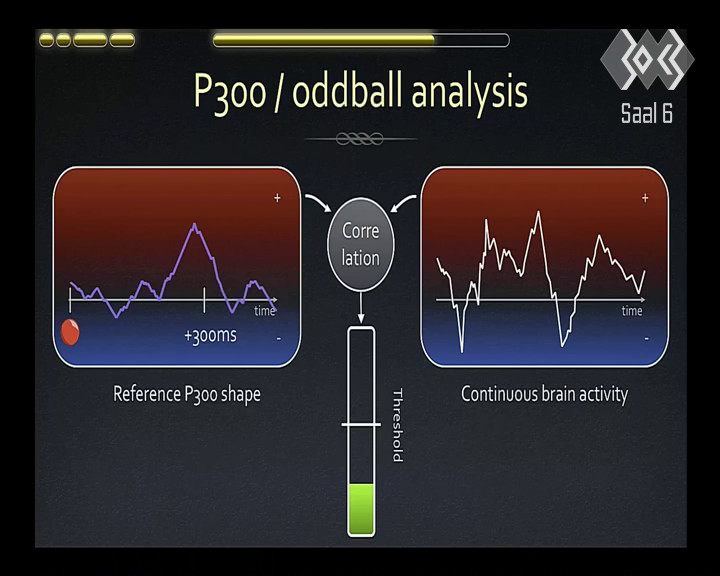 P300 / oddball analysis
Saal 6
+
+
Corre
lation
time
time
+300ms
-
-
Reference P300 shape
Threshold
Continuous brain activity